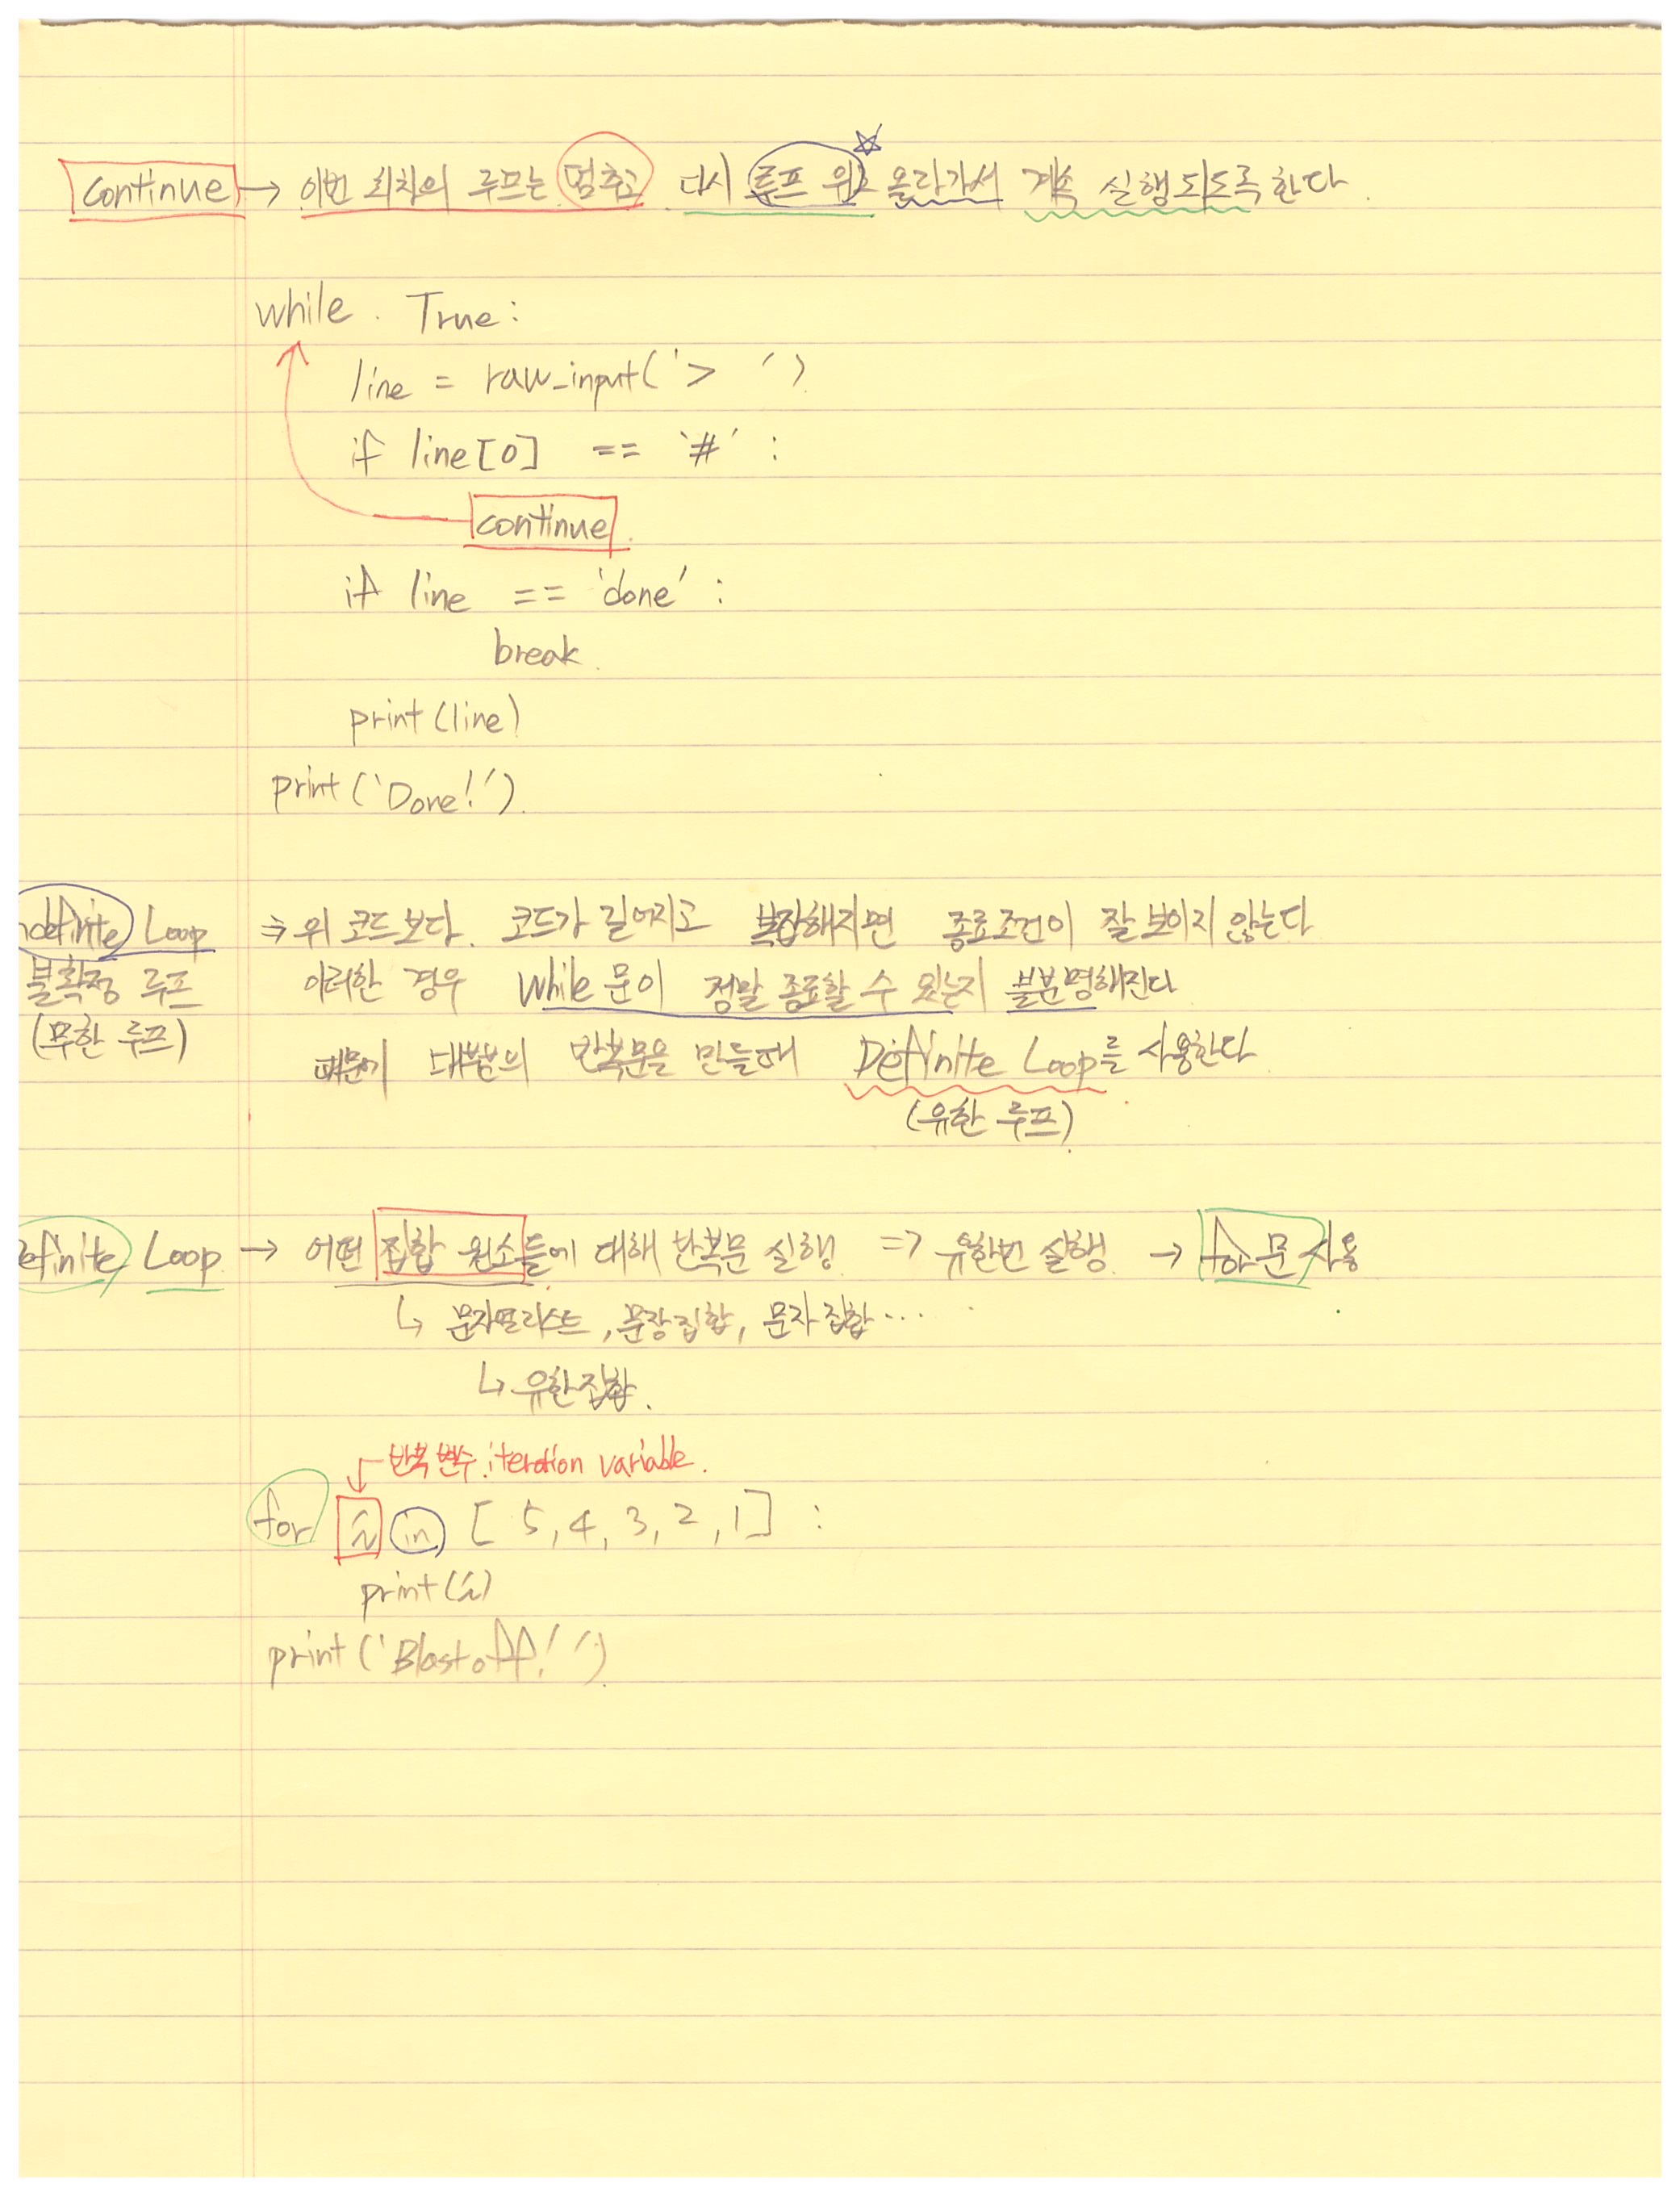 continue → 이번 회차의 루프는 멈추고 다시 루프 위로 올라가서 계속 실행되도록 한다.
while True:
line = raw_input('> ')
if line[0] == '#' :
continue
if line == 'done' :
break
print(line)
print('Done!')
ndefinite Loop ⇒ 위 코드보다 코드가 길어지고 복잡해지면 종료조건이 잘 보이지 않는다
불확정 루프 이러한 경우 while 문이 정말 종료할 수 있는지 불분명해진다
(무한 루프) 때문에 대부분의 반복문을 만들때 Definite Loop를 사용한다
(유한 루프)
efinite Loop → 어떤 집합 원소들에 대해 반복문 실행 ⇒ 유한번 실행 → for 문 사용
↳ 문자열리스트, 문장집합, 문자집합…
↳ 유한집합.
반복 변수. iteration variable.
for i in [ 5, 4, 3, 2, 1] :
print(i)
print('Blastoff!')